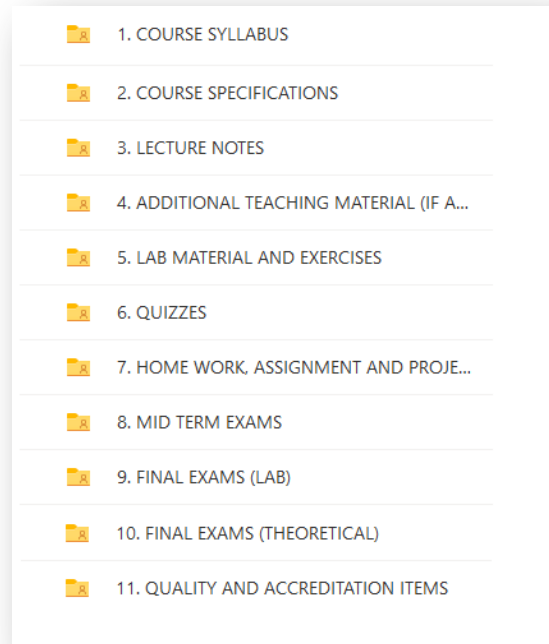 1. COURSE SYLLABUS
2. COURSE SPECIFICATIONS
3. LECTURE NOTES
4. ADDITIONAL TEACHING MATERIAL (IF A...
5. LAB MATERIAL AND EXERCISES
6. QUIZZES
7. HOME WORK, ASSIGNMENT AND PROJE...
8. MID TERM EXAMS
9. FINAL EXAMS (LAB)
10. FINAL EXAMS (THEORETICAL)
11. QUALITY AND ACCREDITATION ITEMS